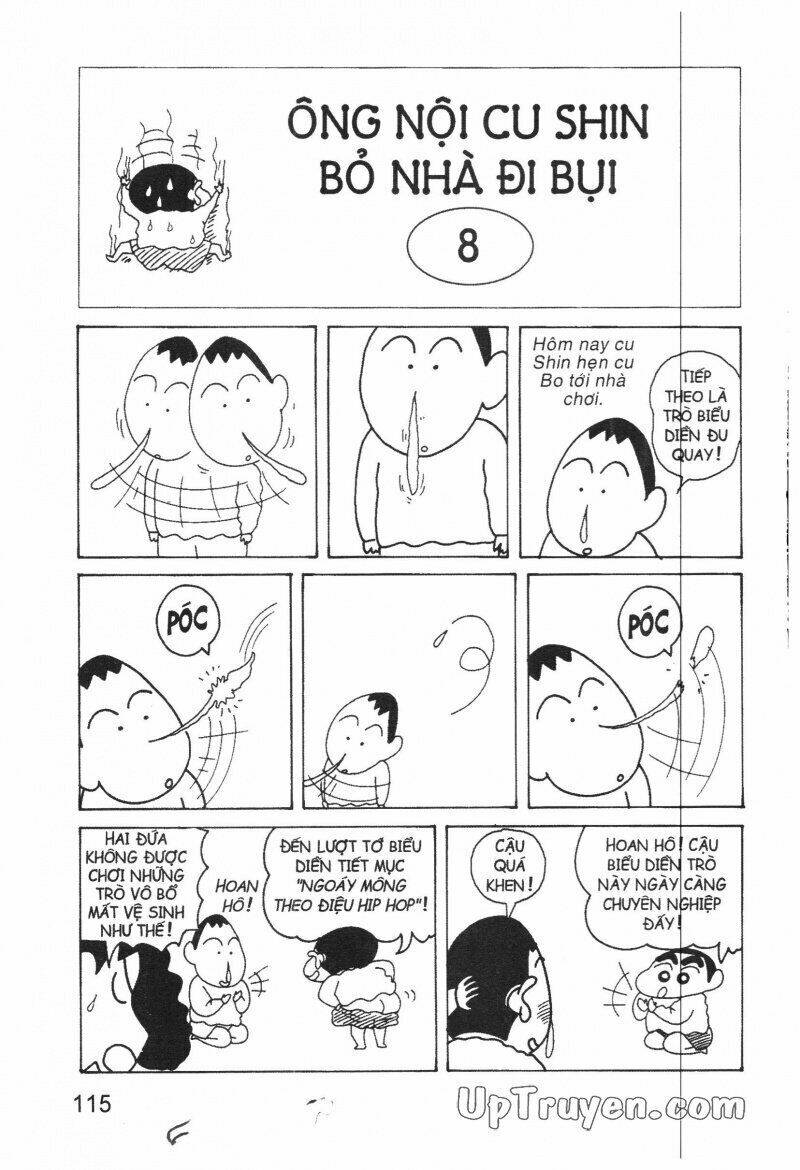 ÔNG NỘI CU SHIN
BỎ NHÀ ĐI BỤI
8
TIẾP
THEO LÀ
TRÒ BIỂU
DIỄN ĐU
QUAY!
Hôm nay cu
Shin hẹn cu
Bo tới nhà
chơi.
PÓC
PÓC
HOAN HÔ! CẬU
BIỂU DIỄN TRÒ
NÀY NGÀY CÀNG
CHUYÊN NGHIỆP
ĐẤY!
CẬU
QUÁ
KHEN!
ĐẾN LƯỢT TỚ BIỂU
DIỄN TIẾT MỤC
"NGOÁY MÔNG
THEO ĐIỆU HIP HOP"!
HOAN
HÔ!
HAI ĐỨA
KHÔNG ĐƯỢC
CHƠI NHỮNG
TRÒ VÔ BỔ
MẤT VỆ SINH
NHƯ THẾ!
115
UpTruyen.com